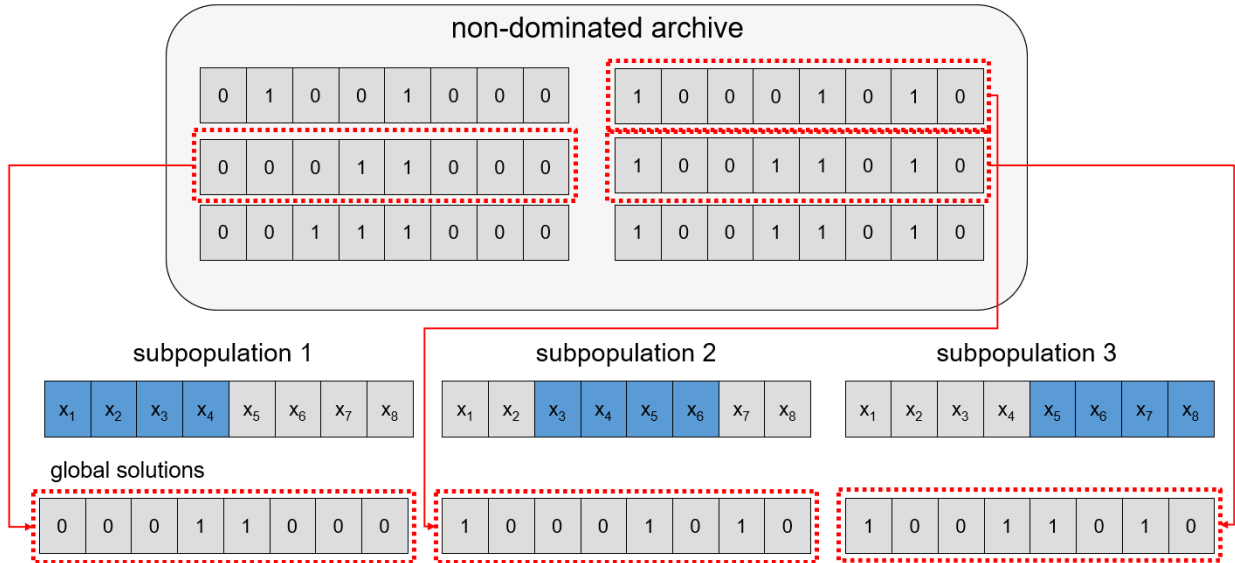 non-dominated archive
0 1 0 0 1 0 0 0
1 0 0 0 1 0 1 0
0 0 0 1 1 0 0 0
1 0 0 1 1 0 1 0
0 0 1 1 1 0 0 0
1 0 0 1 1 0 1 0
subpopulation 1
subpopulation 2
subpopulation 3
x₁ x₂ x₃ x₄ x₅ x₆ x₇ x₈
x₁ x₂ x₃ x₄ x₅ x₆ x₇ x₈
x₁ x₂ x₃ x₄ x₅ x₆ x₇ x₈
global solutions
0 0 0 1 1 0 0 0
1 0 0 0 1 0 1 0
1 0 0 1 1 0 1 0